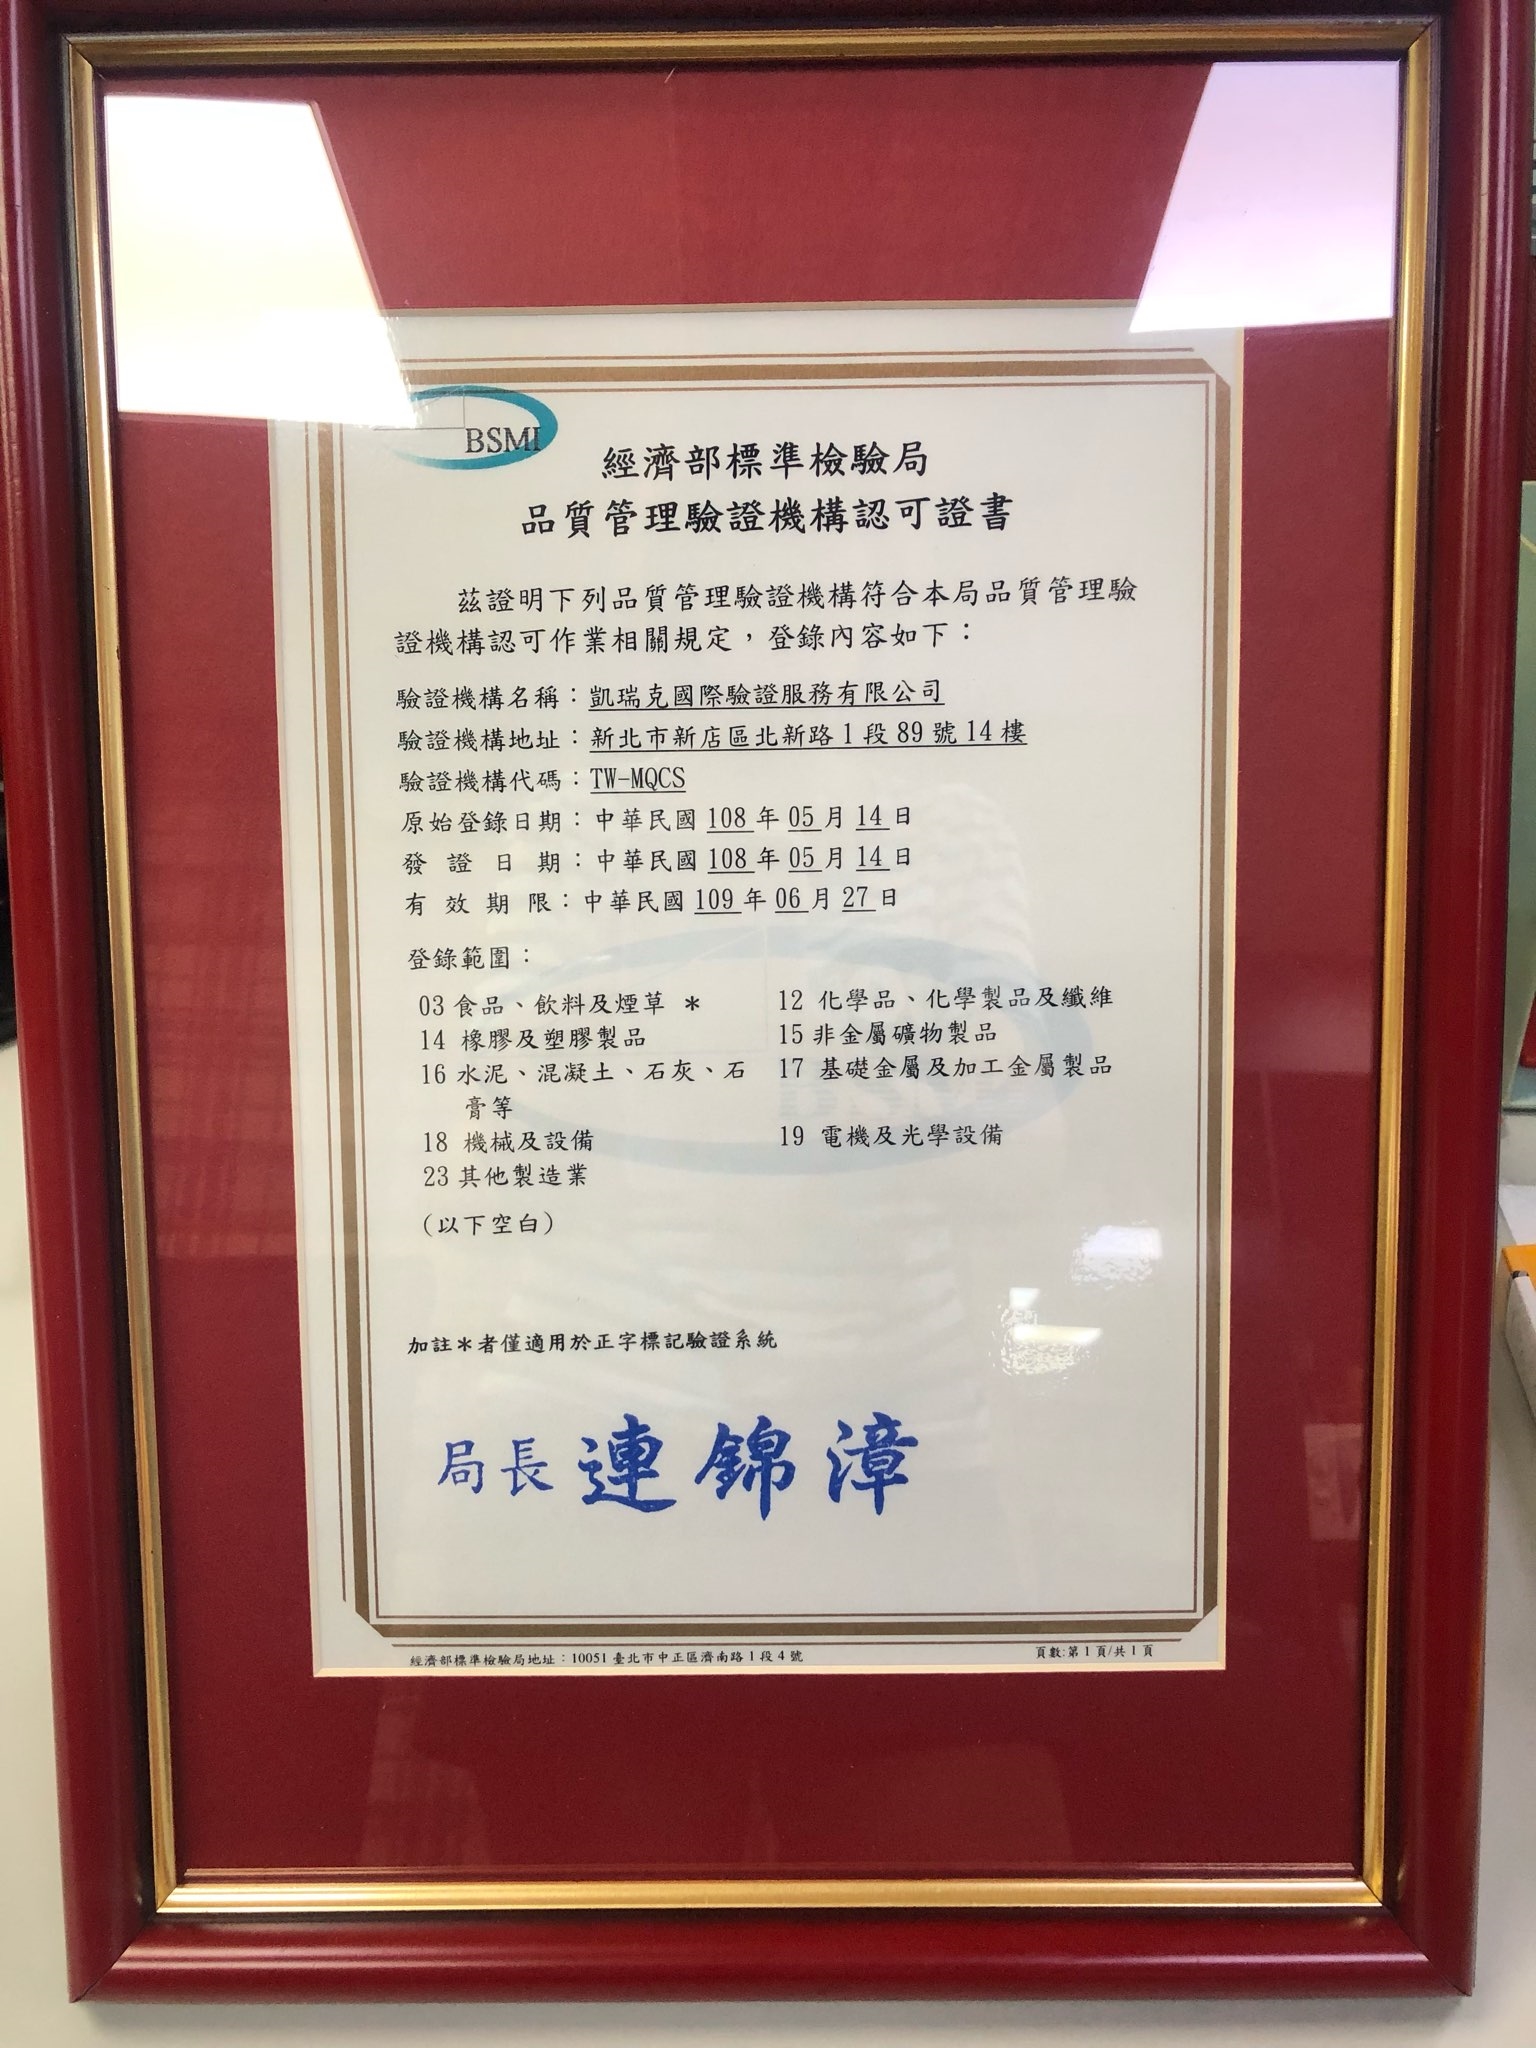 BSMI
經濟部標準檢驗局
品質管理驗證機構認可證書
茲證明下列品質管理驗證機構符合本局品質管理驗
證機構認可作業相關規定，登錄內容如下：
驗證機構名稱：凱瑞克國際驗證服務有限公司
驗證機構地址：新北市新店區北新路1段89號14樓
驗證機構代碼：TW-MQCS
原始登錄日期：中華民國108年05月14日
發證日期：中華民國108年05月14日
有效期限：中華民國109年06月27日
登錄範圍：
03 食品、飲料及煙草 * 12 化學品、化學製品及纖維
14 橡膠及塑膠製品 15 非金屬礦物製品
16 水泥、混凝土、石灰、石 17 基礎金屬及加工金屬製品
膏等
18 機械及設備 19 電機及光學設備
23 其他製造業
(以下空白)
加註*者僅適用於正字標記驗證系統
局長 連錦漳
經濟部標準檢驗局地址：10051 臺北市中正區濟南路1段4號 頁數:第1頁/共1頁